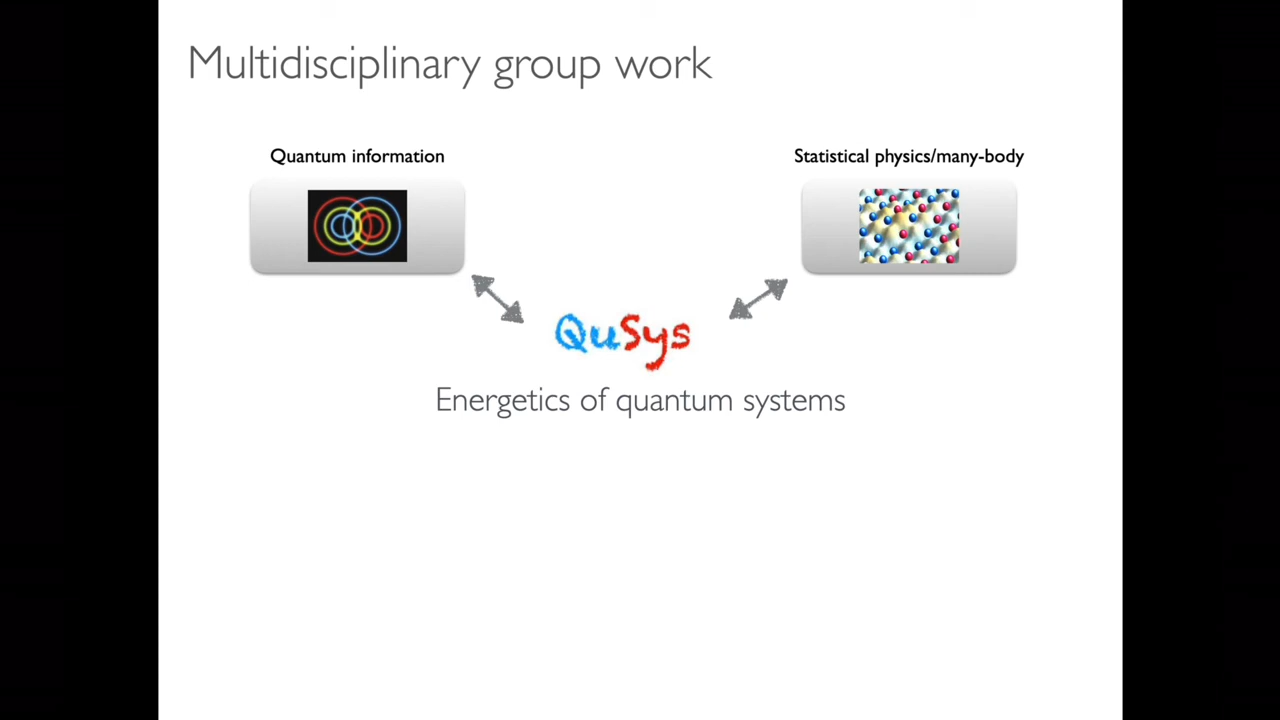 Multidisciplinary group work
Quantum information
Statistical physics/many-body
QuSys
Energetics of quantum systems